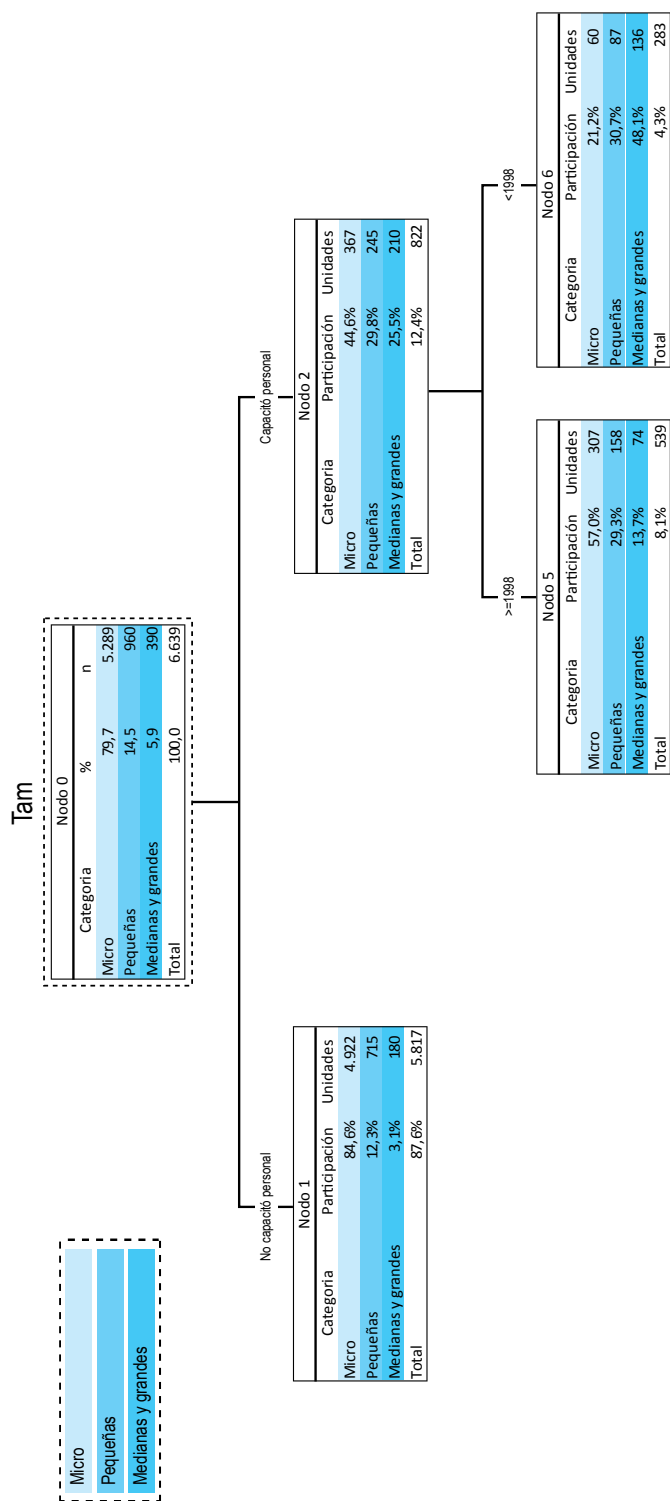 Tam
Micro
Pequeñas
Medianas y grandes
Nodo 0
Categoria % n
Micro 79,7 5.289
Pequeñas 14,5 960
Medianas y grandes 5,9 390
Total 100,0 6.639
No capacitó personal
Capacitó personal
Nodo 1
Categoria Participación Unidades
Micro 84,6% 4.922
Pequeñas 12,3% 715
Medianas y grandes 3,1% 180
Total 87,6% 5.817
Nodo 2
Categoria Participación Unidades
Micro 44,6% 367
Pequeñas 29,8% 245
Medianas y grandes 25,5% 210
Total 12,4% 822
>=1998
<1998
Nodo 5
Categoria Participación Unidades
Micro 57,0% 307
Pequeñas 29,3% 158
Medianas y grandes 13,7% 74
Total 8,1% 539
Nodo 6
Categoria Participación Unidades
Micro 21,2% 60
Pequeñas 30,7% 87
Medianas y grandes 48,1% 136
Total 4,3% 283